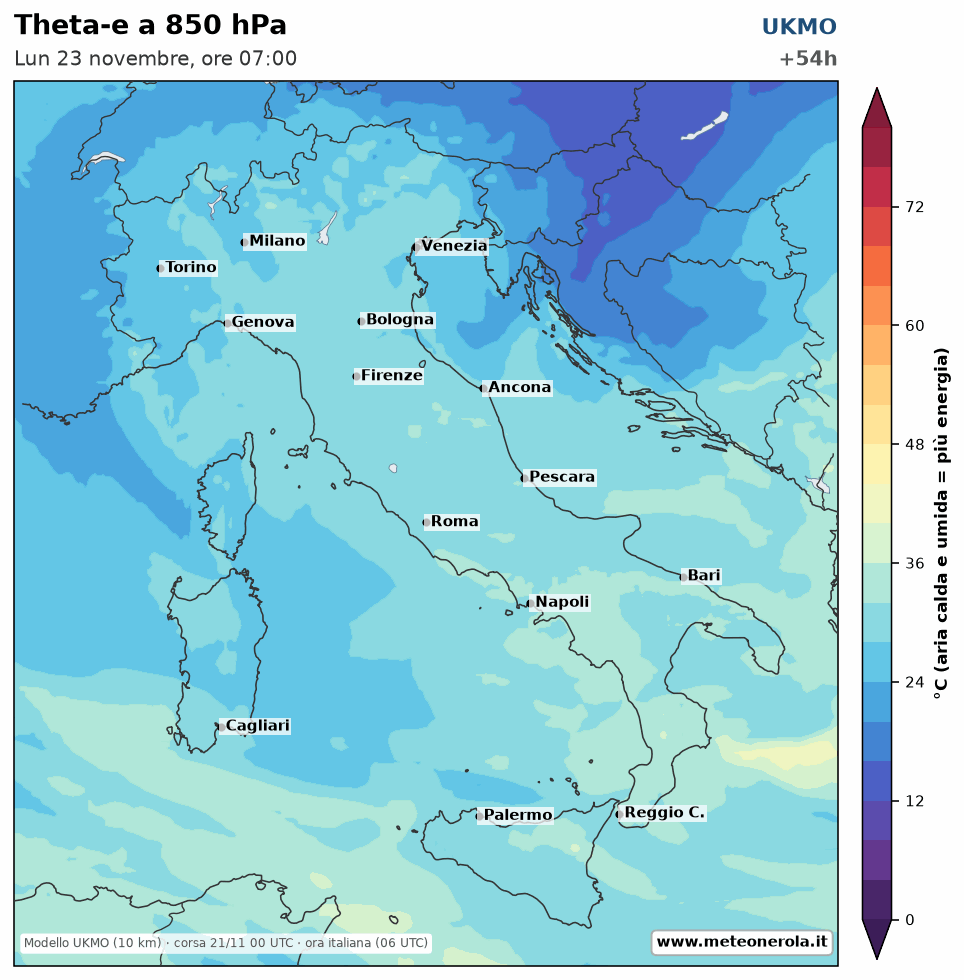 Theta-e a 850 hPa
UKMO
Lun 23 novembre, ore 07:00
+54h
Milano
Venezia
Torino
Genova
Bologna
Firenze
Ancona
Pescara
Roma
Bari
Napoli
Cagliari
Palermo
Reggio C.
72
60
48
36
24
12
0
°C (aria calda e umida = più energia)
Modello UKMO (10 km) · corsa 21/11 00 UTC · ora italiana (06 UTC)
www.meteonerola.it